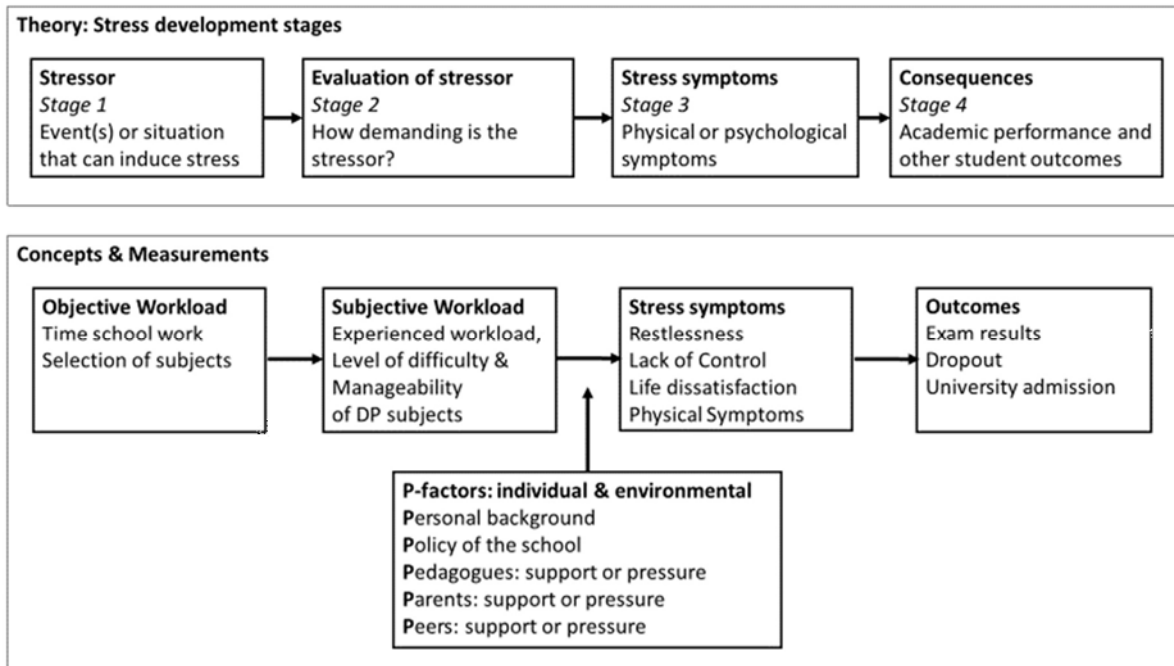 Theory: Stress development stages
Stressor
Stage 1
Event(s) or situation
that can induce stress
Evaluation of stressor
Stage 2
How demanding is the
stressor?
Stress symptoms
Stage 3
Physical or psychological
symptoms
Consequences
Stage 4
Academic performance and
other student outcomes
Concepts & Measurements
Objective Workload
Time school work
Selection of subjects
Subjective Workload
Experienced workload,
Level of difficulty &
Manageability
of DP subjects
Stress symptoms
Restlessness
Lack of Control
Life dissatisfaction
Physical Symptoms
Outcomes
Exam results
Dropout
University admission
P-factors: individual & environmental
Personal background
Policy of the school
Pedagogues: support or pressure
Parents: support or pressure
Peers: support or pressure